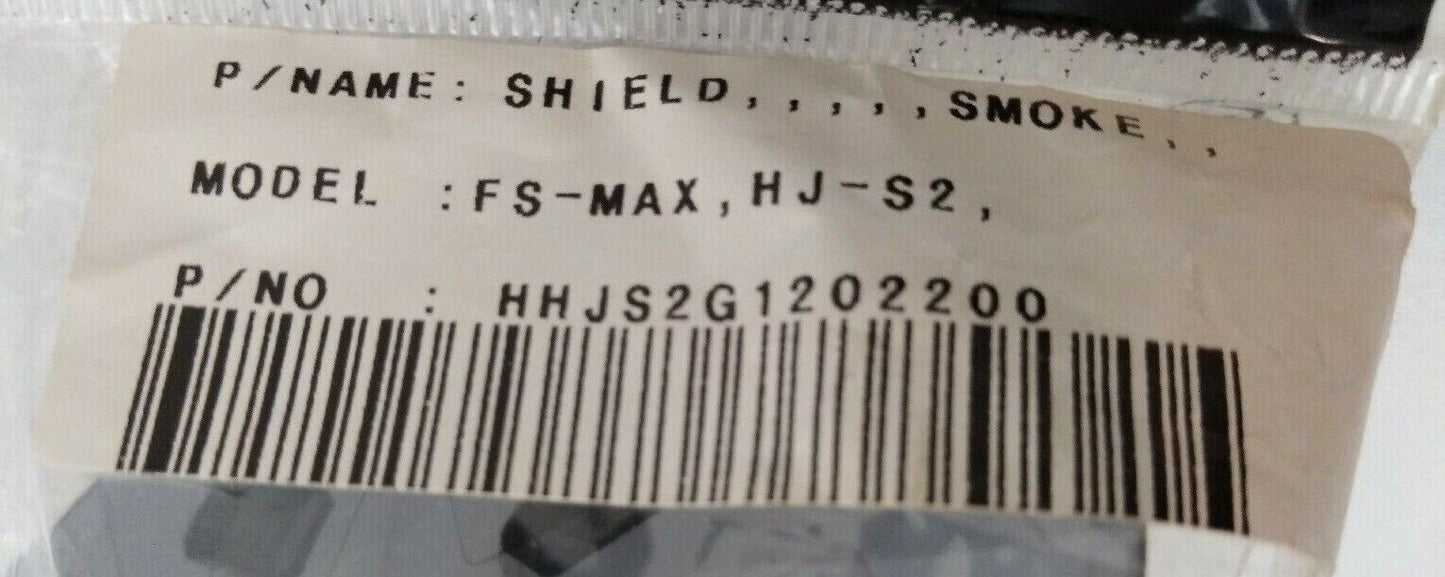 P/NAME: SHIELD,,,,,SMOKE,,
MODEL :FS-MAX,HJ-S2,
P/NO : HHJS2G1202200